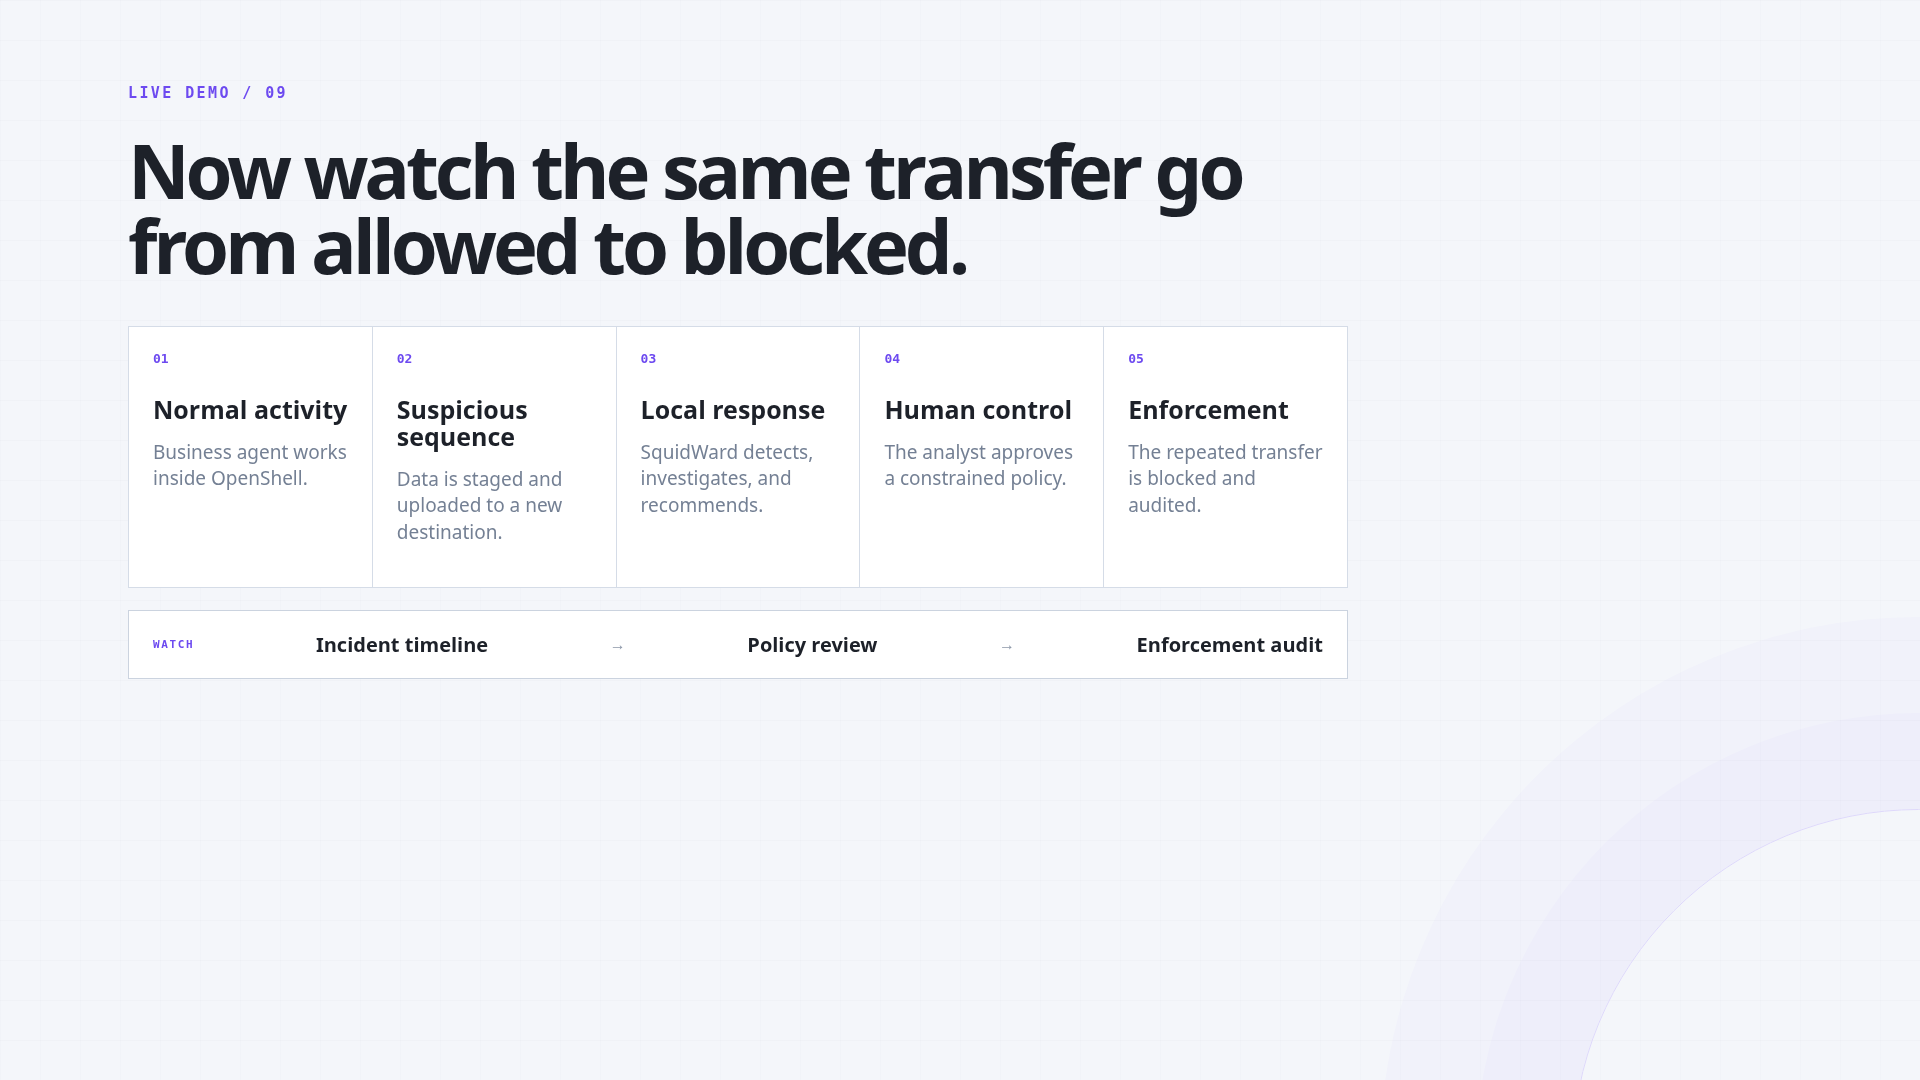 LIVE DEMO / 09
Now watch the same transfer go
from allowed to blocked.
01
Normal activity
Business agent works
inside OpenShell.
02
Suspicious
sequence
Data is staged and
uploaded to a new
destination.
03
Local response
SquidWard detects,
investigates, and
recommends.
04
Human control
The analyst approves
a constrained policy.
05
Enforcement
The repeated transfer
is blocked and
audited.
WATCH Incident timeline → Policy review → Enforcement audit